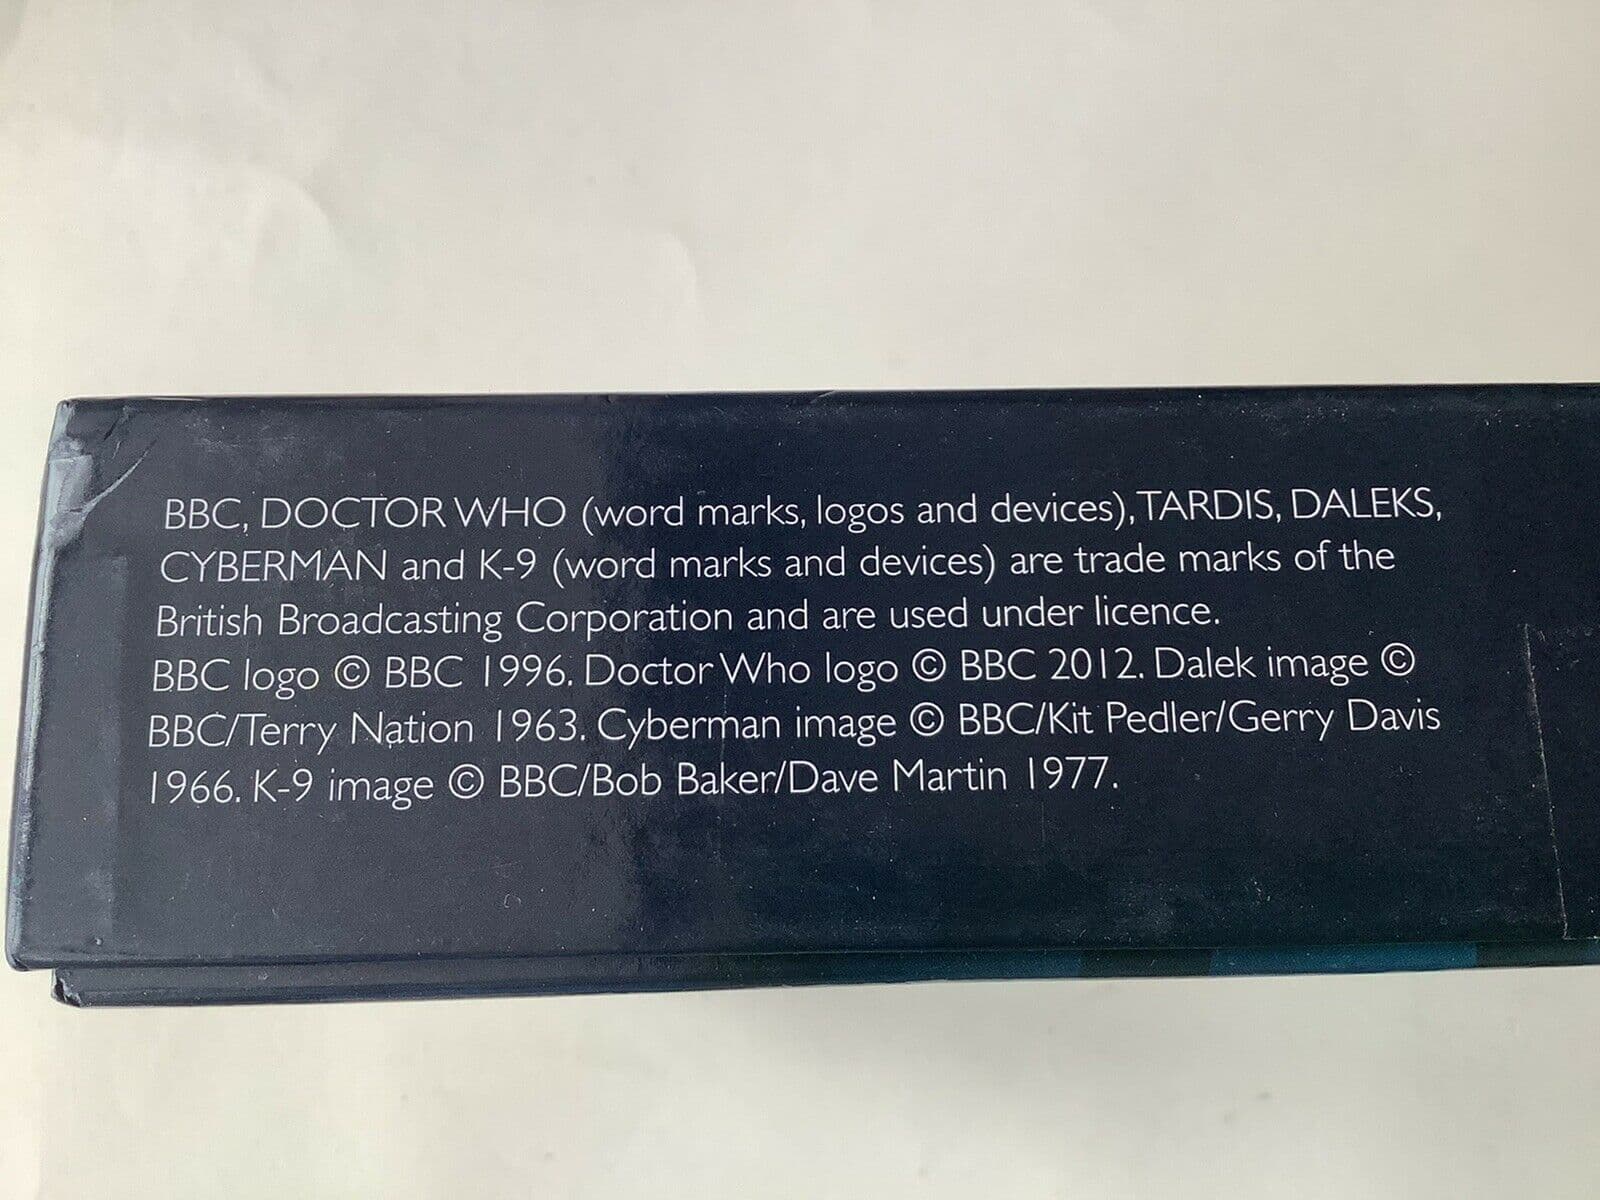 BBC, DOCTOR WHO (word marks, logos and devices), TARDIS, DALEKS,
CYBERMAN and K-9 (word marks and devices) are trade marks of the
British Broadcasting Corporation and are used under licence.
BBC logo © BBC 1996. Doctor Who logo © BBC 2012. Dalek image ©
BBC/Terry Nation 1963. Cyberman image © BBC/Kit Pedler/Gerry Davis
1966. K-9 image © BBC/Bob Baker/Dave Martin 1977.